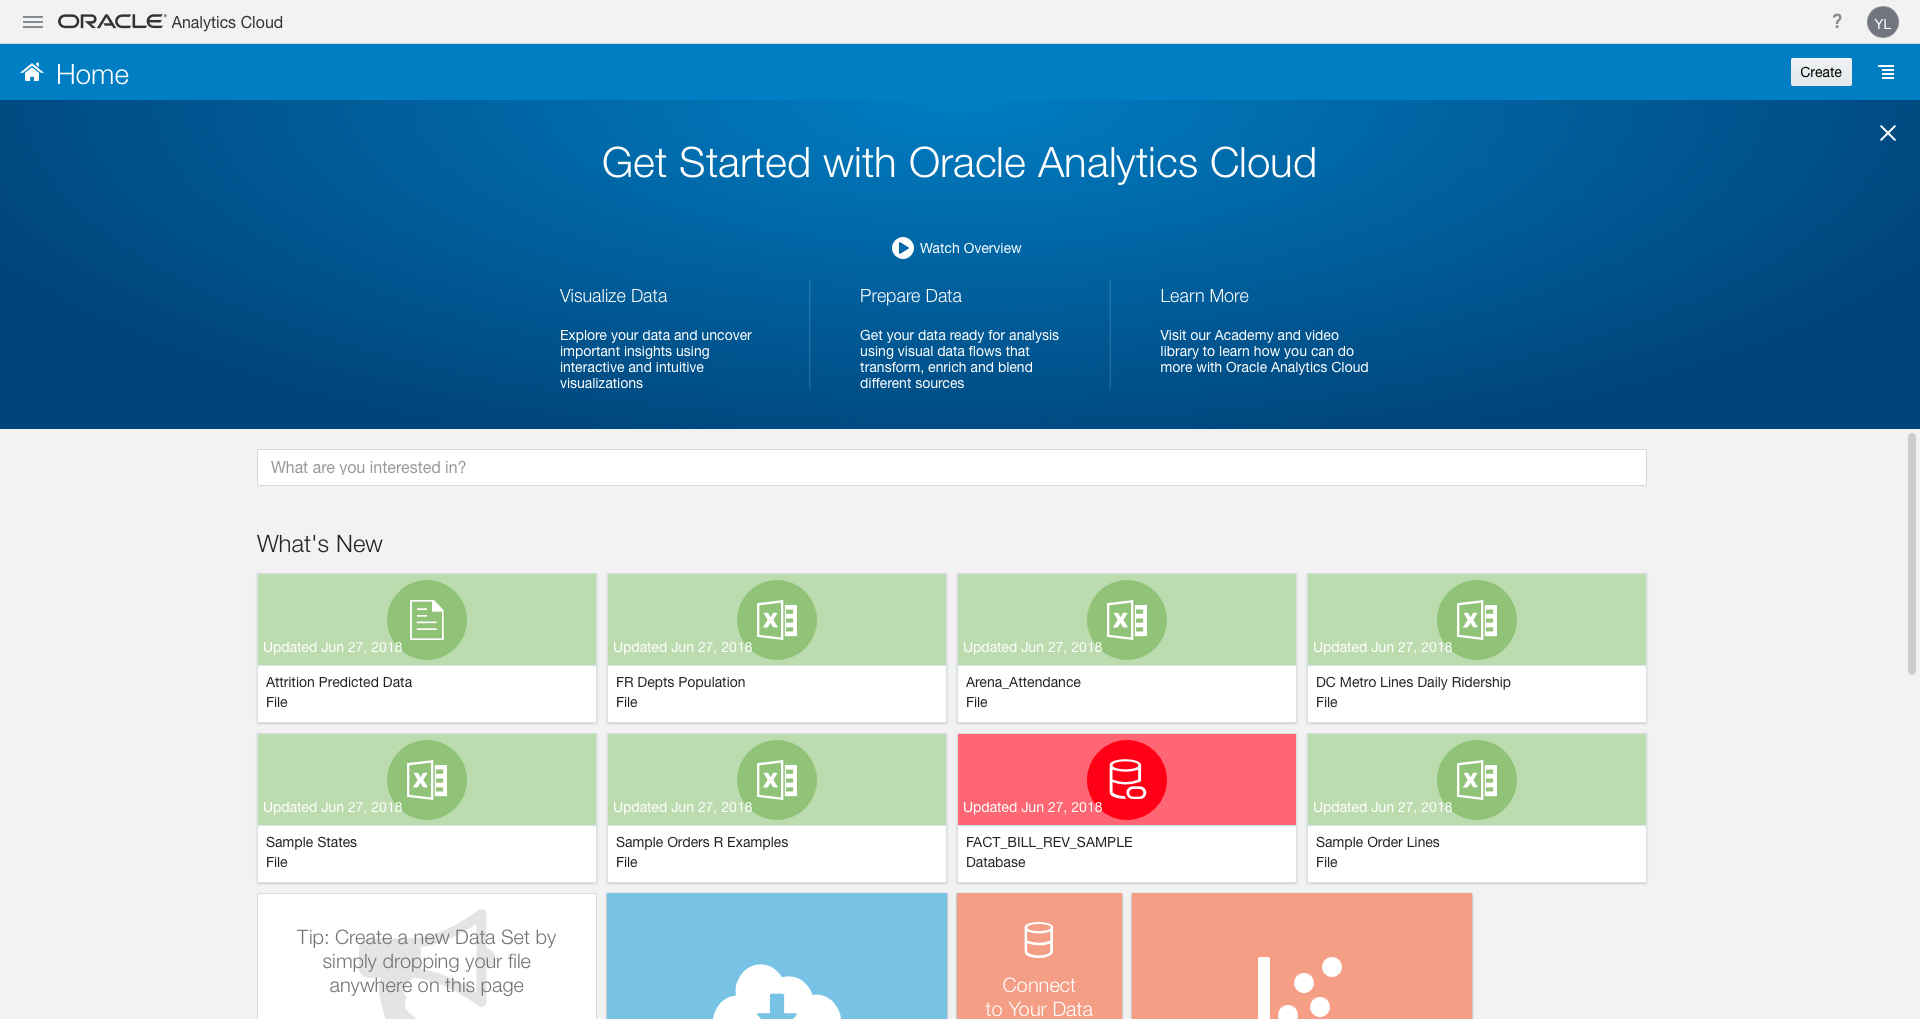 ORACLE Analytics Cloud
? YL
Home
Create
Get Started with Oracle Analytics Cloud
Watch Overview
Visualize Data
Explore your data and uncover
important insights using
interactive and intuitive
visualizations
Prepare Data
Get your data ready for analysis
using visual data flows that
transform, enrich and blend
different sources
Learn More
Visit our Academy and video
library to learn how you can do
more with Oracle Analytics Cloud
What are you interested in?
What's New
Updated Jun 27, 2018
Attrition Predicted Data
File
Updated Jun 27, 2018
FR Depts Population
File
Updated Jun 27, 2018
Arena_Attendance
File
Updated Jun 27, 2018
DC Metro Lines Daily Ridership
File
Updated Jun 27, 2018
Sample States
File
Updated Jun 27, 2018
Sample Orders R Examples
File
Updated Jun 27, 2018
FACT_BILL_REV_SAMPLE
Database
Updated Jun 27, 2018
Sample Order Lines
File
Tip: Create a new Data Set by
simply dropping your file
anywhere on this page
Connect
to Your Data